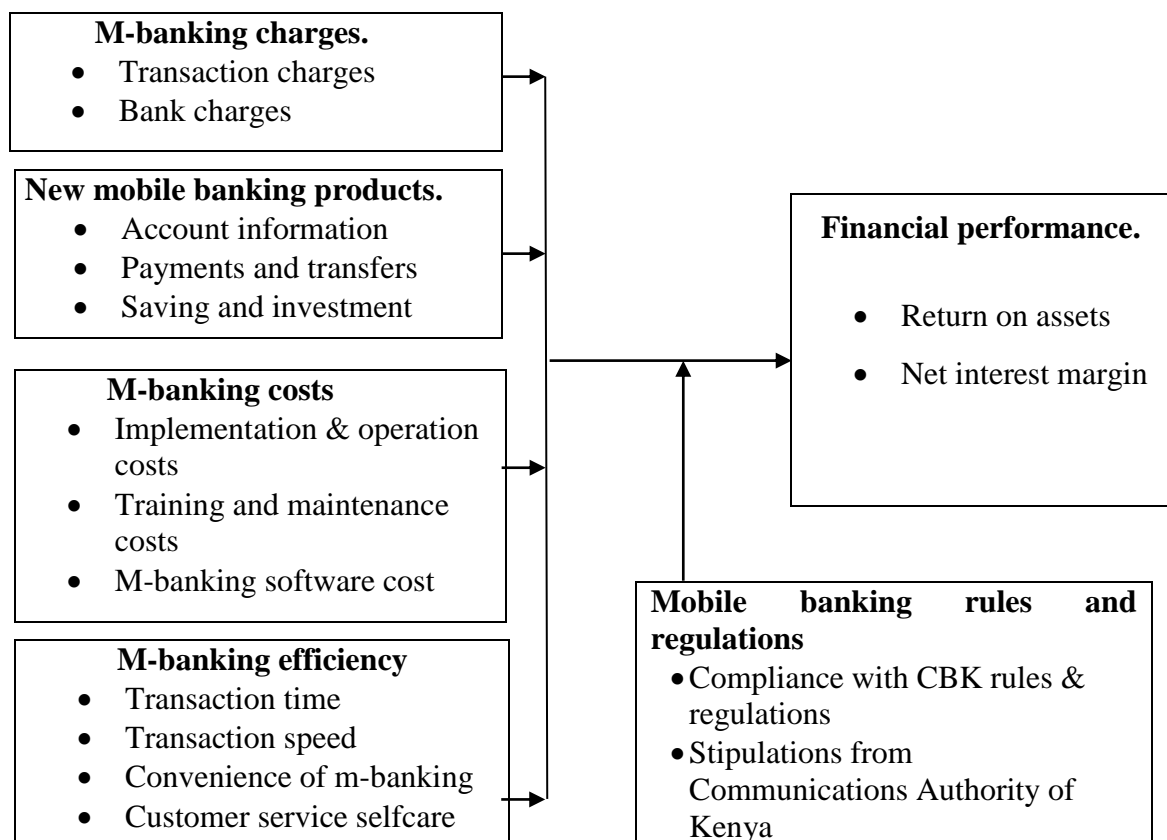 M-banking charges.
• Transaction charges
• Bank charges
New mobile banking products.
• Account information
• Payments and transfers
• Saving and investment
M-banking costs
• Implementation & operation
costs
• Training and maintenance
costs
• M-banking software cost
M-banking efficiency
• Transaction time
• Transaction speed
• Convenience of m-banking
• Customer service selfcare
Financial performance.
• Return on assets
• Net interest margin
Mobile banking rules and
regulations
• Compliance with CBK rules &
regulations
• Stipulations from
Communications Authority of
Kenya